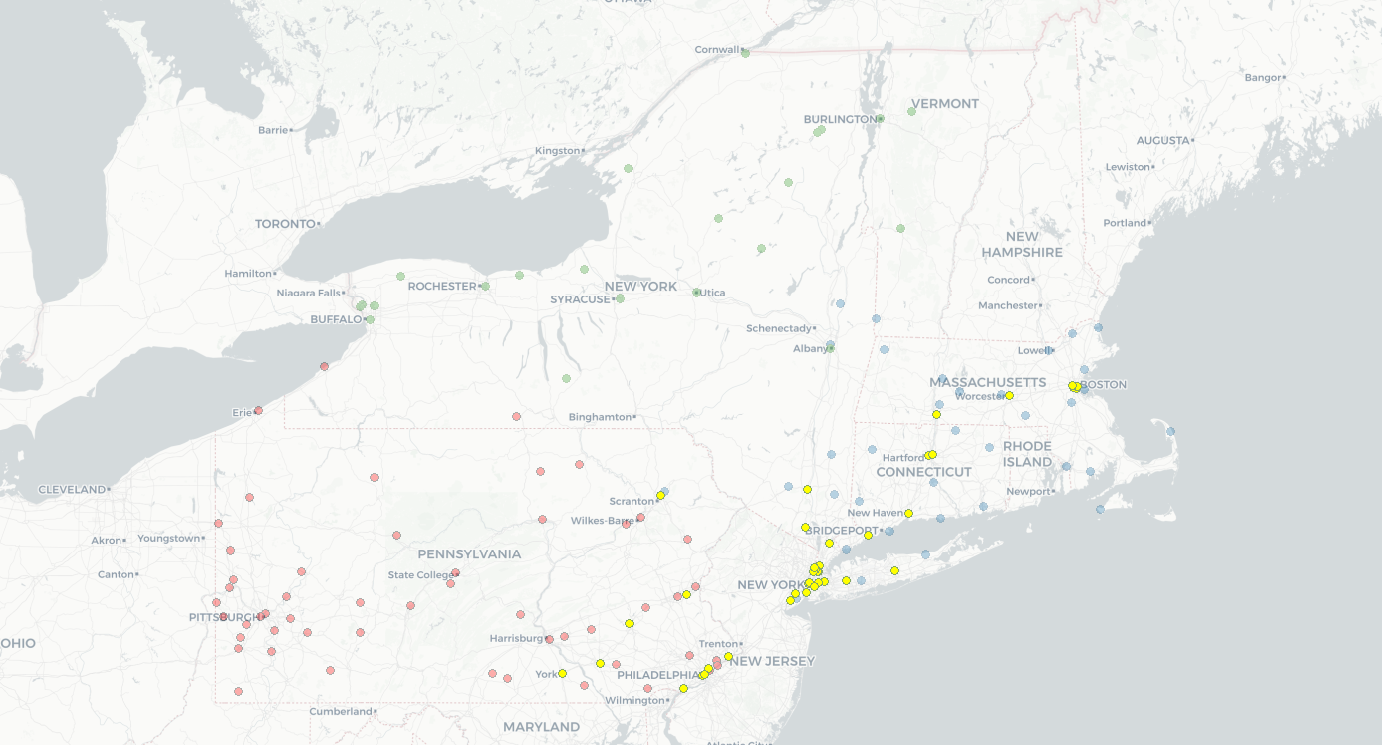 OTTAWA
Cornwall
Bangor
VERMONT
BURLINGTON
Barrie
AUGUSTA
Kingston
Lewiston
TORONTO
Portland
NEW
HAMPSHIRE
Hamilton
Concord
ROCHESTER
NEW YORK
Niagara Falls
Utica
SYRACUSE
Manchester
BUFFALO
Schenectady
Albany
Lowell
MASSACHUSETTS
BOSTON
Worcester
Erie
Binghamton
RHODE
ISLAND
Hartford
CONNECTICUT
CLEVELAND
Newport
Scranton
New Haven
Wilkes-Barre
BRIDGEPORT
Akron
Youngstown
PENNSYLVANIA
Canton
State College
NEW YORK
PITTSBURGH
Harrisburg
Trenton
OHIO
NEW JERSEY
York
PHILADELPHIA
Wilmington
Cumberland
MARYLAND
Atlantic City